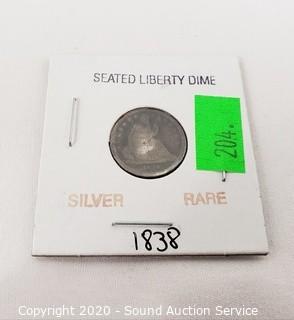 SEATED LIBERTY DIME
204.
SILVER RARE
1838
Copyright 2020 - Sound Auction Service